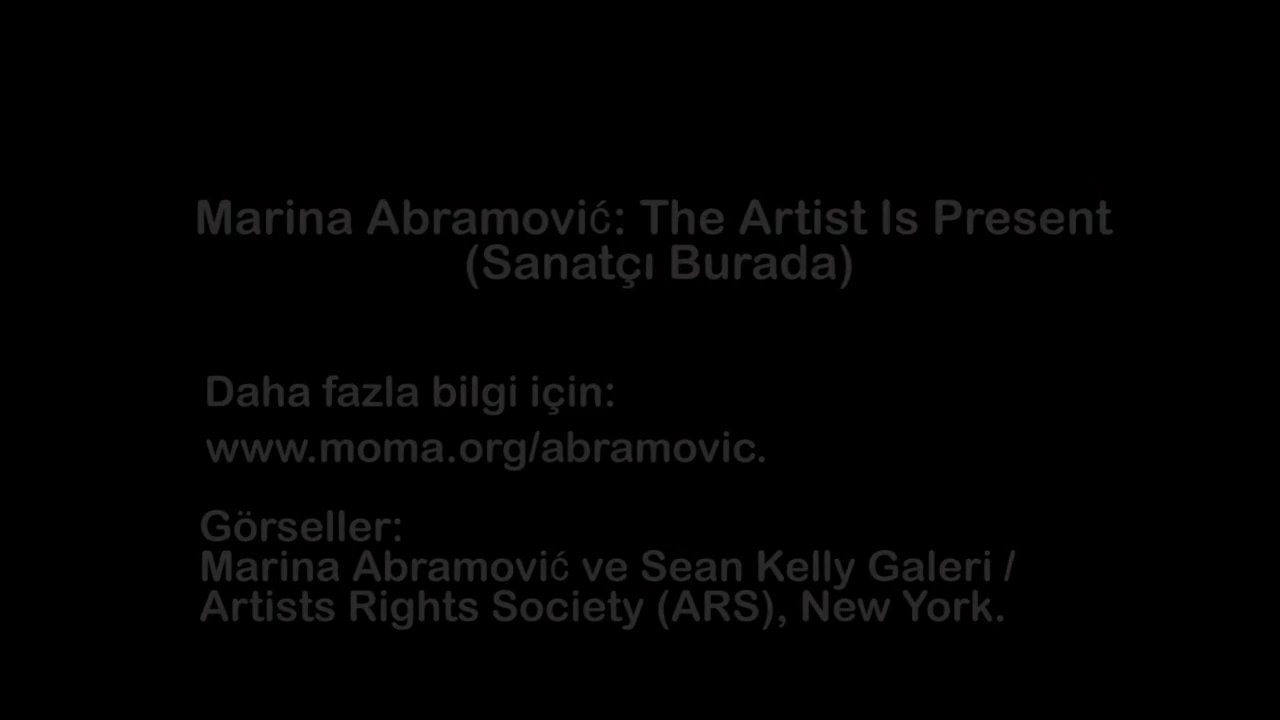 Marina Abramović: The Artist Is Present
(Sanatçı Burada)
Daha fazla bilgi için:
www.moma.org/abramovic.
Görseller:
Marina Abramović ve Sean Kelly Galeri /
Artists Rights Society (ARS), New York.